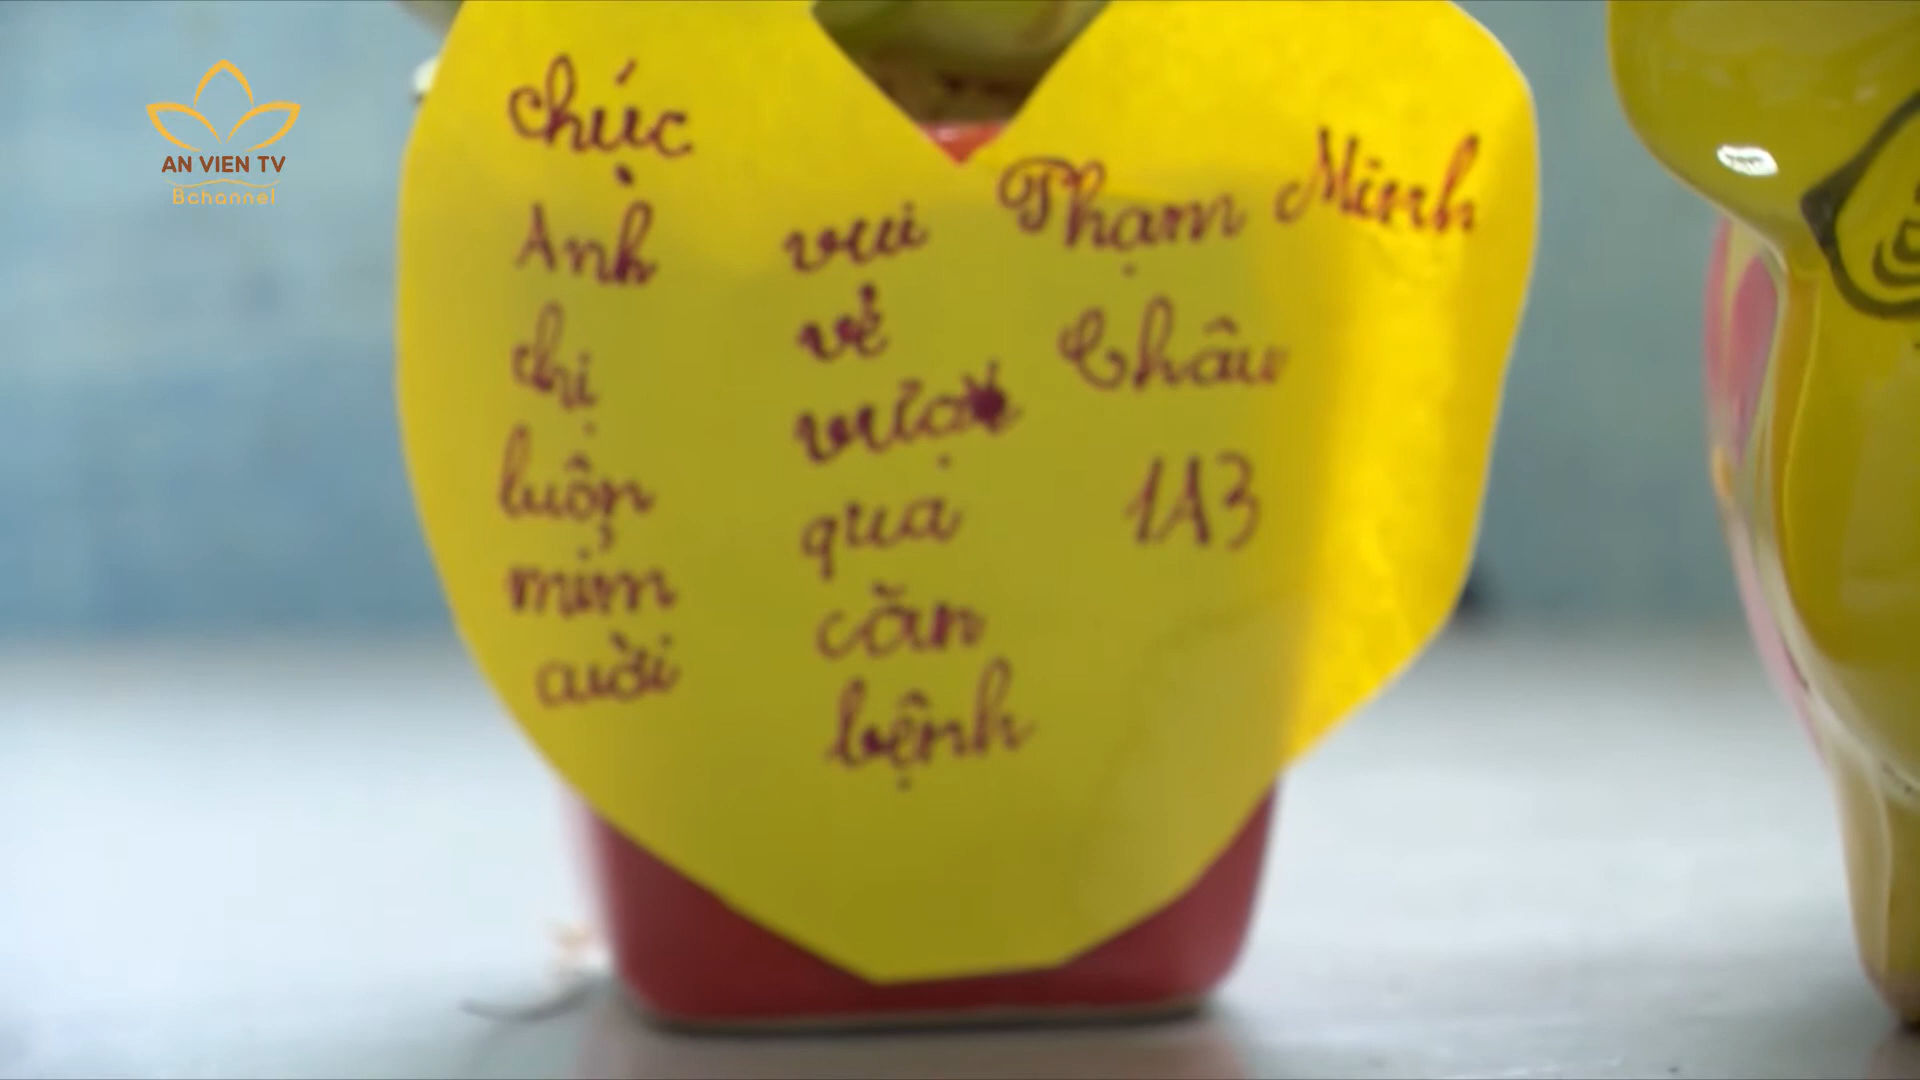 AN VIEN TV
Bchannel
chúc
Anh
chị
luôn
mỉm
cười
vui
vẻ
vượt
qua
căn
bệnh
Phạm Minh
Châu
1A3